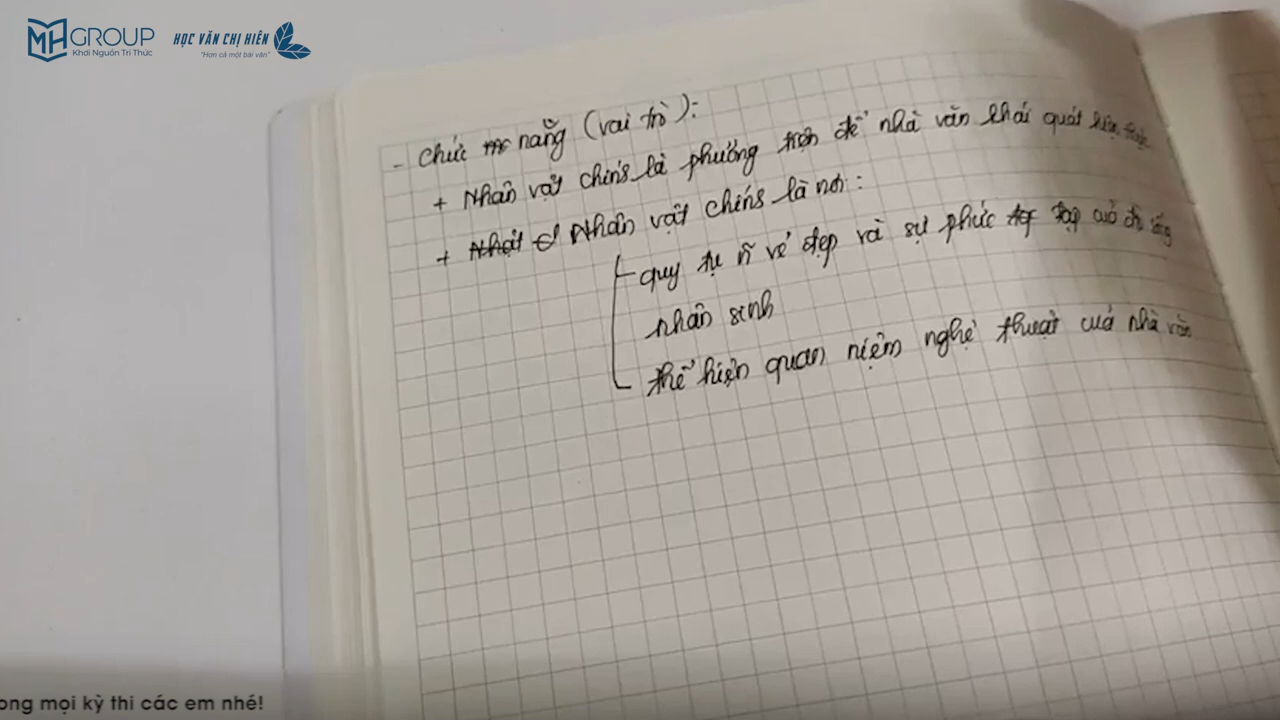 MH GROUP
Khơi Nguồn Tri Thức
HỌC VĂN CHỊ HIÊN
"Hơn cả một bài văn"
- Chức năng (vai trò):
+ Nhân vật chính là phương tiện để nhà văn khái quát hiện thực
+ Nhân vật chính là nơi:
quy tụ vẻ đẹp và sự phức tạp của đời sống
nhân sinh
thể hiện quan niệm nghệ thuật của nhà văn
ong mọi kỳ thi các em nhé!